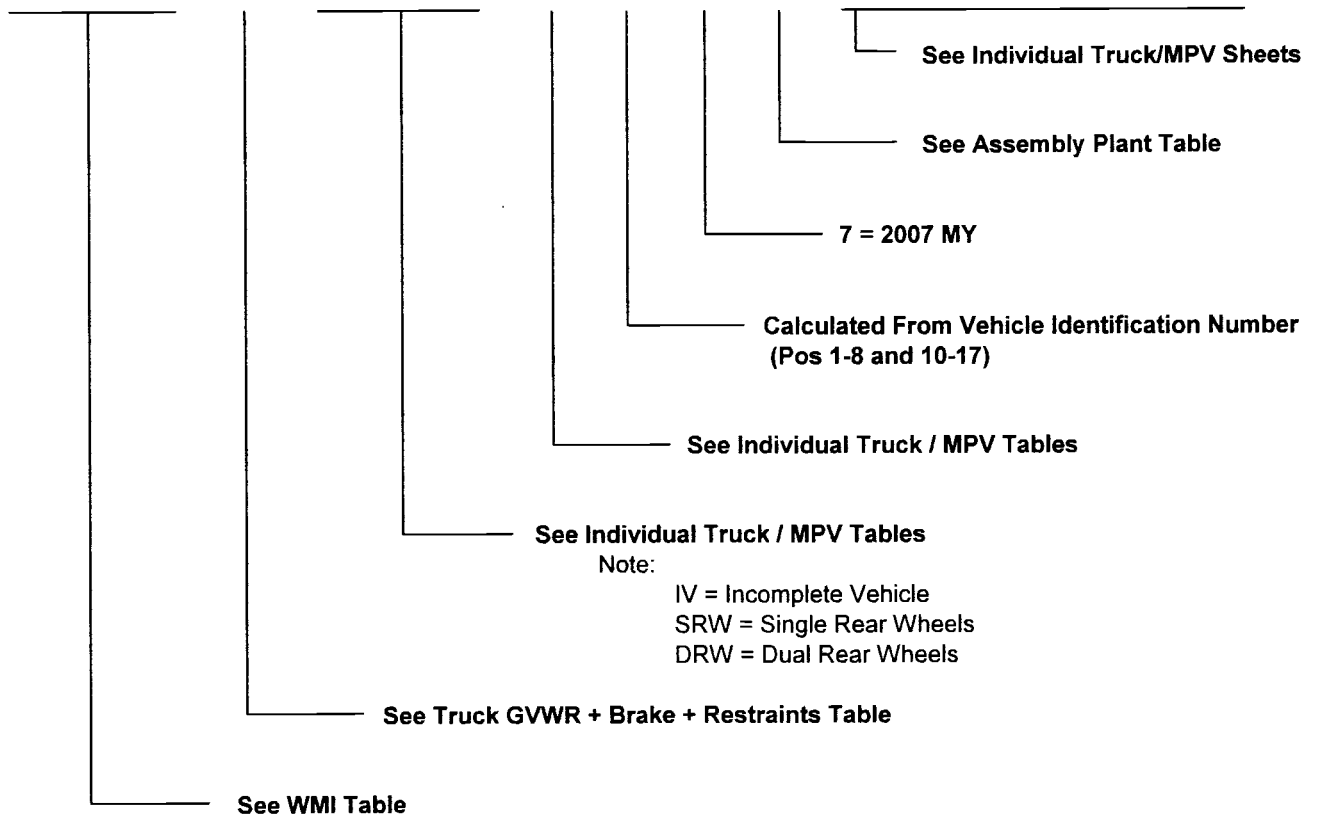 See Individual Truck/MPV Sheets
See Assembly Plant Table
7 = 2007 MY
Calculated From Vehicle Identification Number
(Pos 1-8 and 10-17)
See Individual Truck / MPV Tables
See Individual Truck / MPV Tables
Note:
IV = Incomplete Vehicle
SRW = Single Rear Wheels
DRW = Dual Rear Wheels
See Truck GVWR + Brake + Restraints Table
See WMI Table